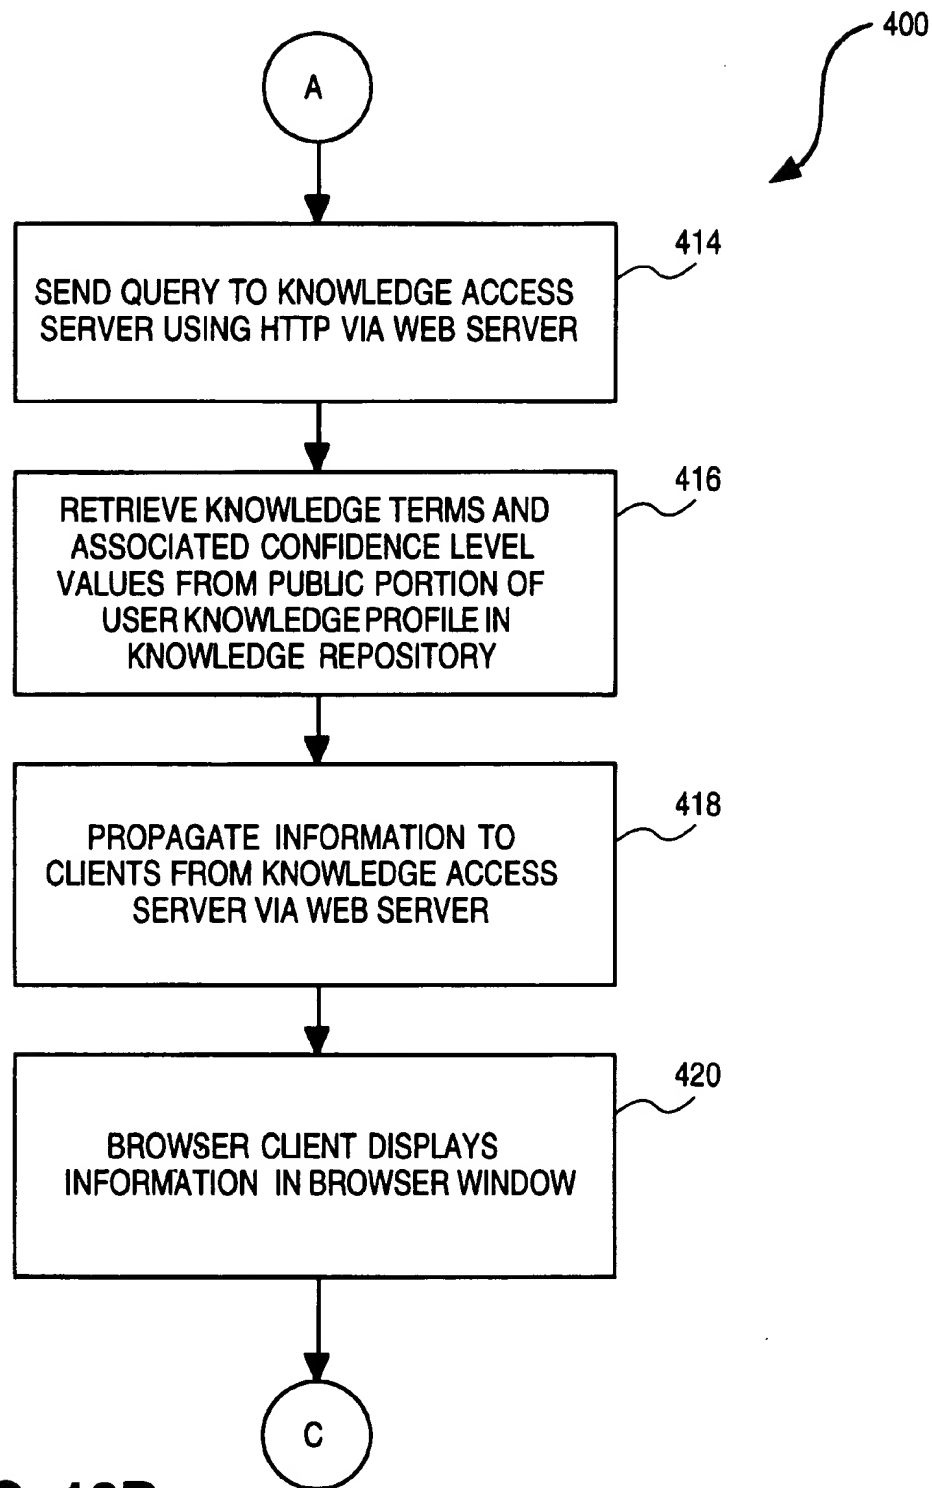 400
A
414
SEND QUERY TO KNOWLEDGE ACCESS
SERVER USING HTTP VIA WEB SERVER
416
RETRIEVE KNOWLEDGE TERMS AND
ASSOCIATED CONFIDENCE LEVEL
VALUES FROM PUBLIC PORTION OF
USER KNOWLEDGE PROFILE IN
KNOWLEDGE REPOSITORY
418
PROPAGATE INFORMATION TO
CLIENTS FROM KNOWLEDGE ACCESS
SERVER VIA WEB SERVER
420
BROWSER CLIENT DISPLAYS
INFORMATION IN BROWSER WINDOW
C